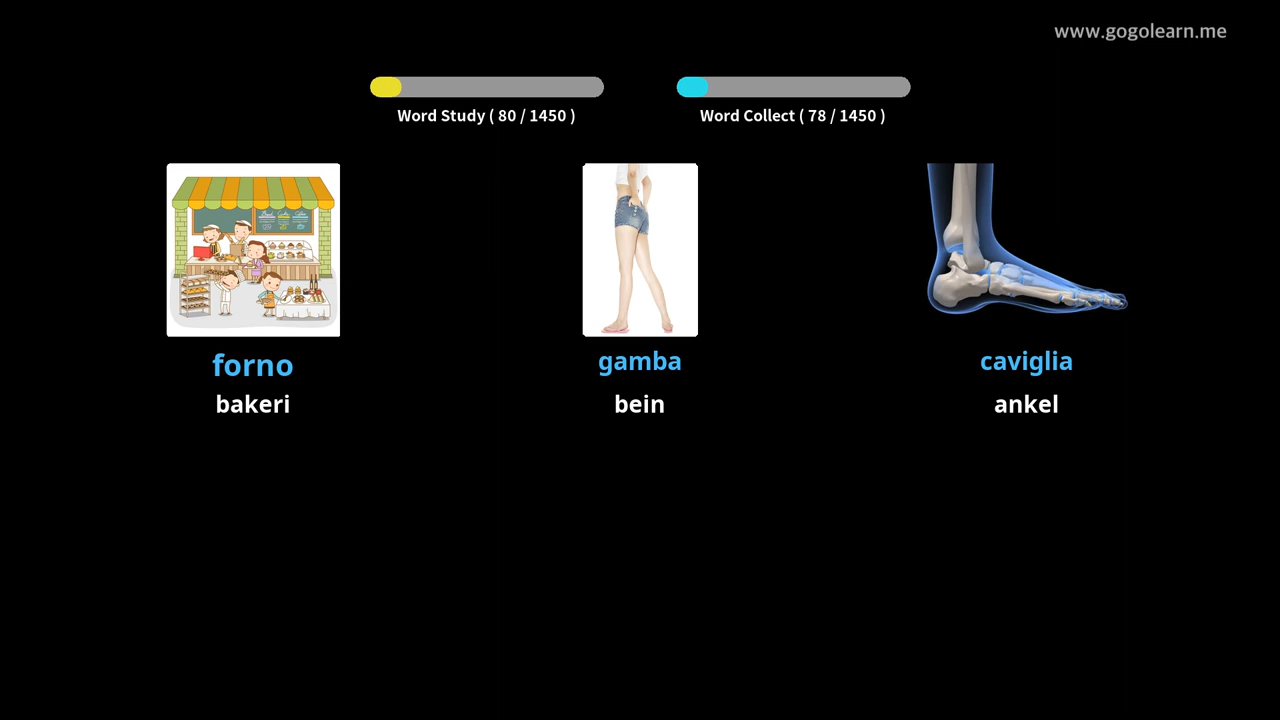 www.gogolearn.me
Word Study ( 80 / 1450 )
Word Collect ( 78 / 1450 )
forno
bakeri
gamba
bein
caviglia
ankel